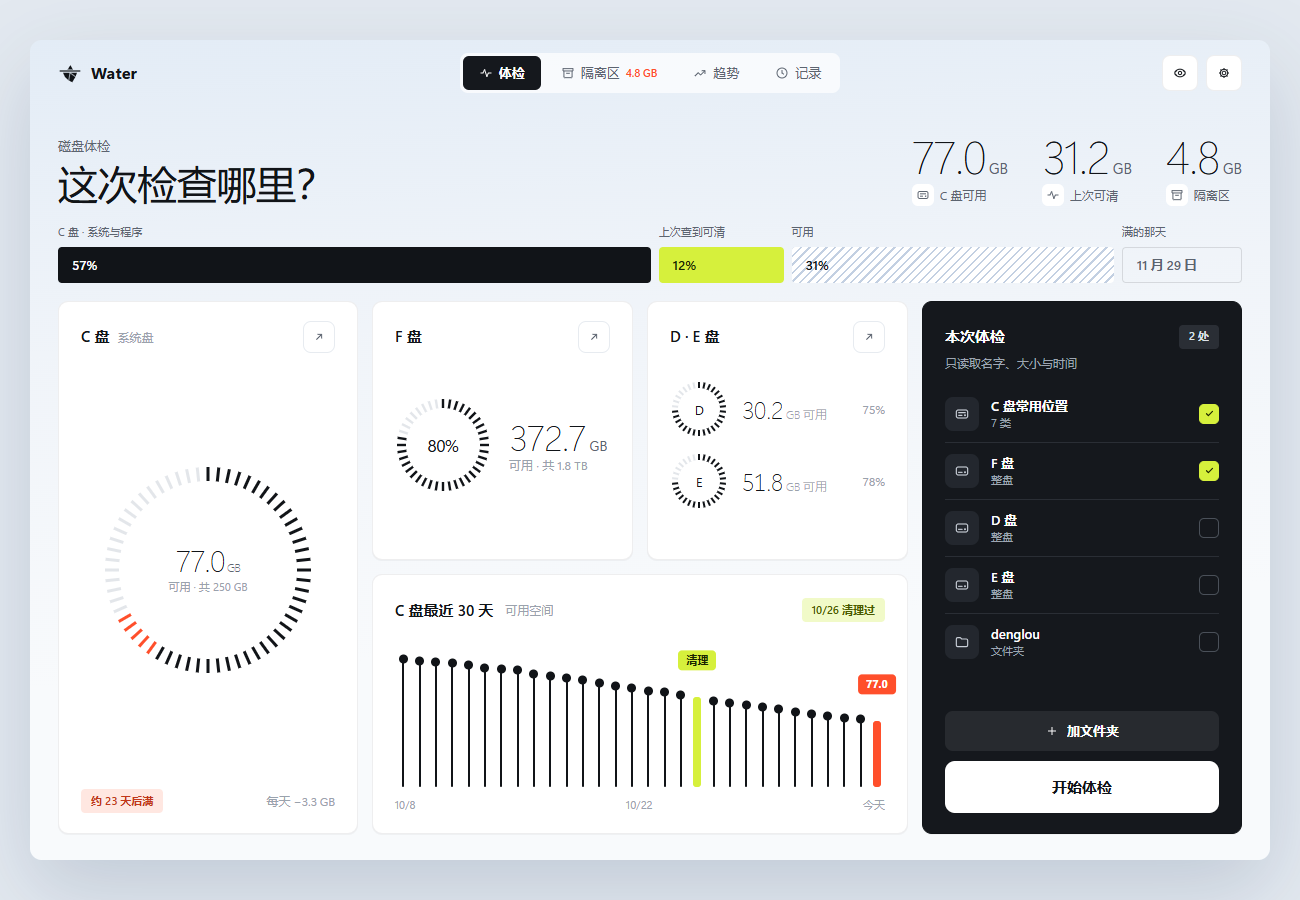 Water
体检
隔离区 4.8 GB
趋势
记录
磁盘体检
这次检查哪里?
77.0 GB
C 盘可用
31.2 GB
上次可清
4.8 GB
隔离区
C 盘 · 系统与程序
上次查到可清
可用
满的那天
57%
12%
31%
11 月 29 日
C 盘 系统盘
77.0 GB
可用 · 共 250 GB
约 23 天后满
每天 −3.3 GB
F 盘
80%
372.7 GB
可用 · 共 1.8 TB
D · E 盘
D
30.2 GB 可用
75%
E
51.8 GB 可用
78%
C 盘最近 30 天 可用空间
10/26 清理过
清理
77.0
10/8
10/22
今天
本次体检
2 处
只读取名字、大小与时间
C 盘常用位置
7 类
F 盘
整盘
D 盘
整盘
E 盘
整盘
denglou
文件夹
+ 加文件夹
开始体检